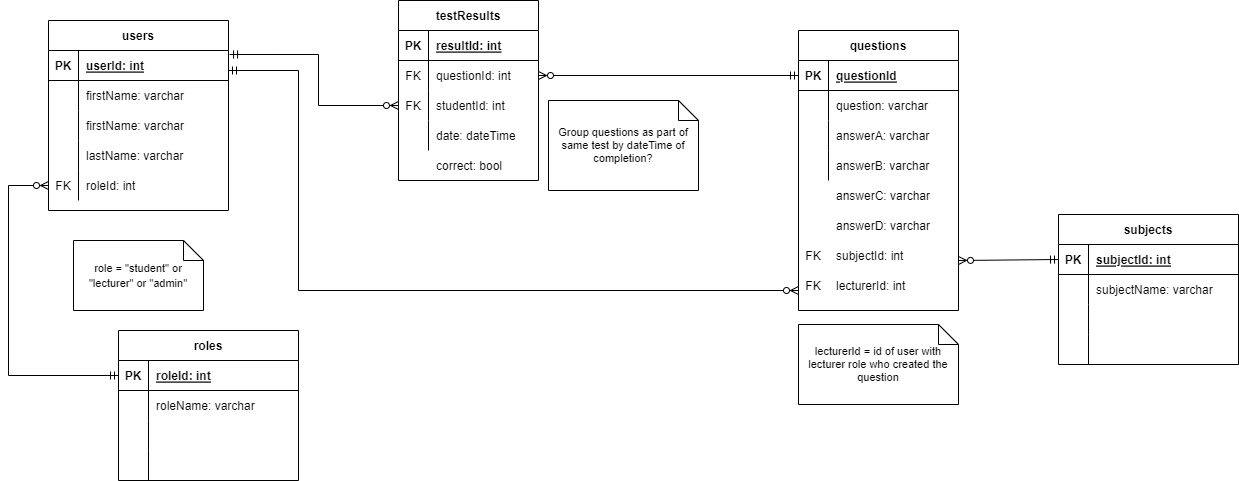 users
PK userId: int
firstName: varchar
firstName: varchar
lastName: varchar
FK roleId: int
role = "student" or
"lecturer" or "admin"
roles
PK roleId: int
roleName: varchar
testResults
PK resultId: int
FK questionId: int
FK studentId: int
date: dateTime
correct: bool
Group questions as part of
same test by dateTime of
completion?
questions
PK questionId
question: varchar
answerA: varchar
answerB: varchar
answerC: varchar
answerD: varchar
FK subjectId: int
FK lecturerId: int
lecturerId = id of user with
lecturer role who created the
question
subjects
PK subjectId: int
subjectName: varchar